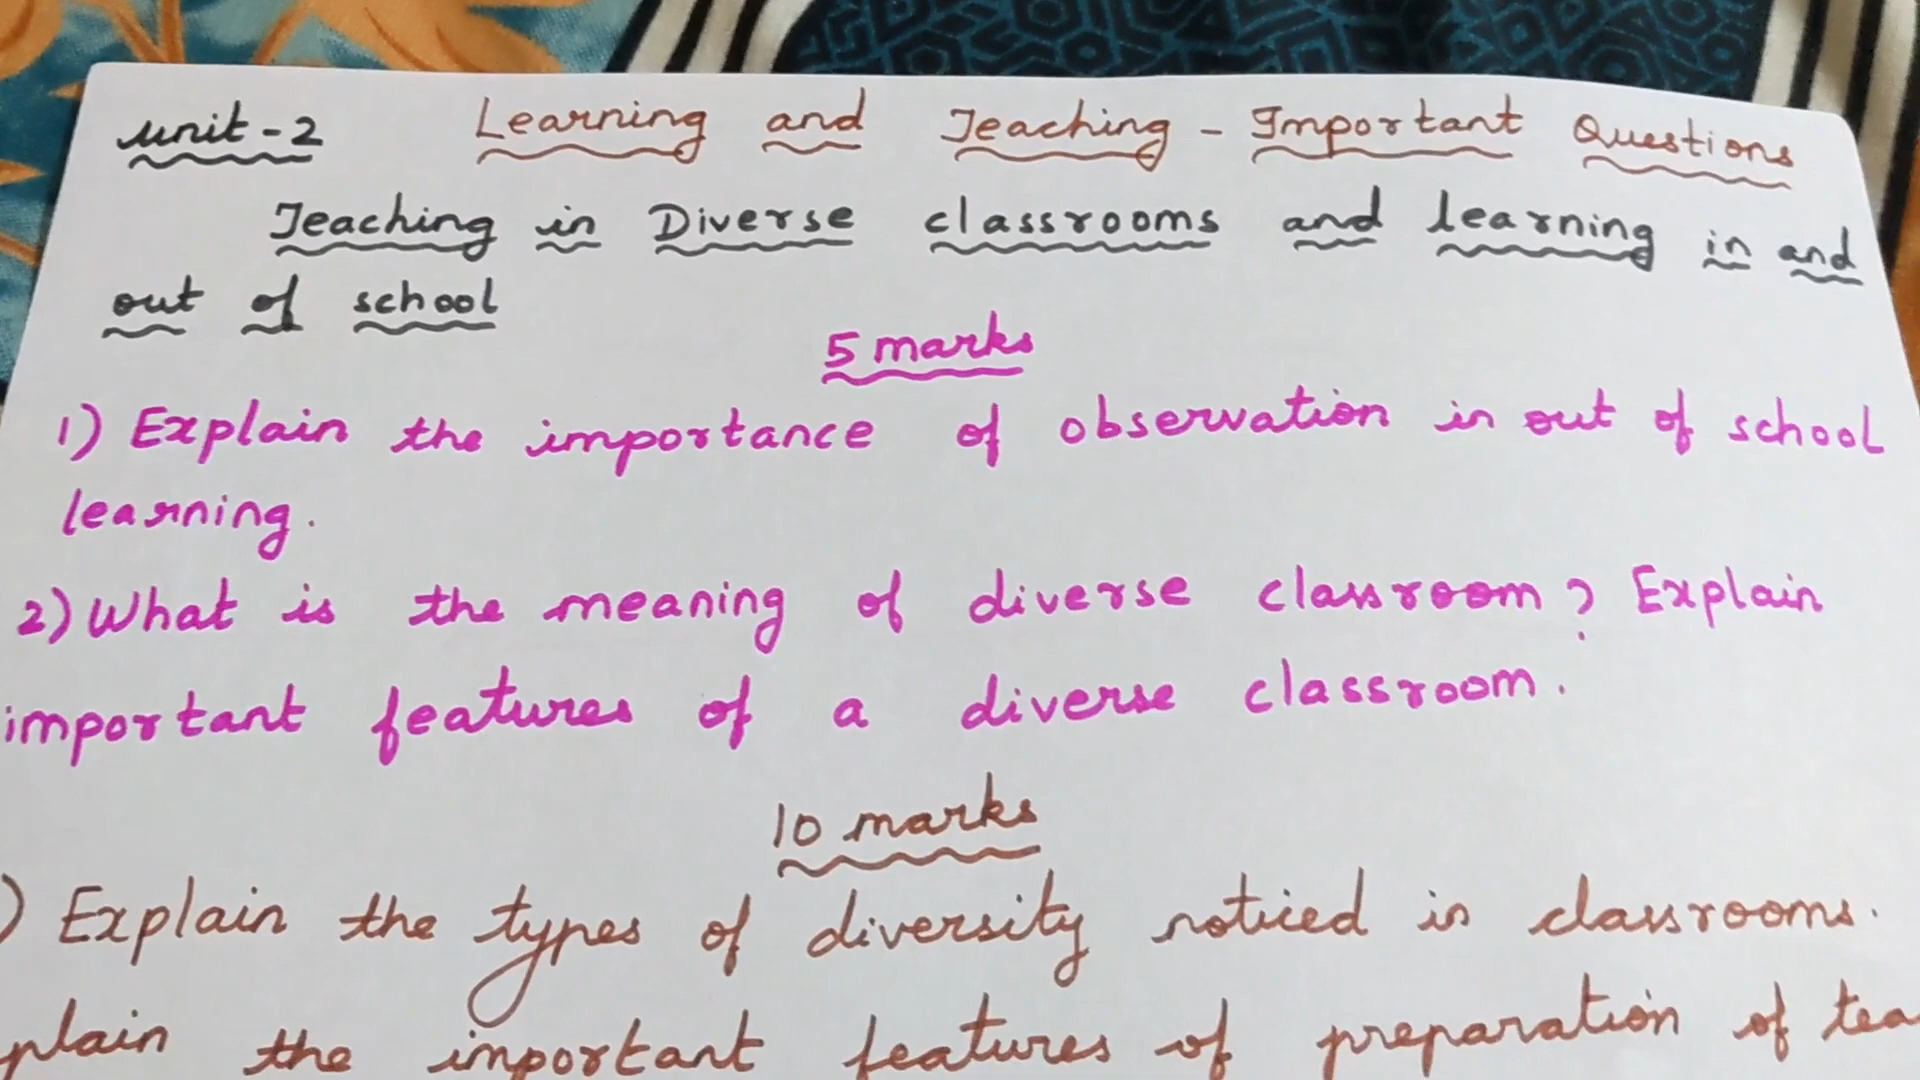 unit-2 Learning and Teaching - Important Questions
Teaching in Diverse classrooms and learning in and
out of school
5 marks
1) Explain the importance of observation in out of school
learning.
2) What is the meaning of diverse classroom? Explain
important features of a diverse classroom.
10 marks
) Explain the types of diversity noticed in classrooms.
plain the important features of preparation of tea